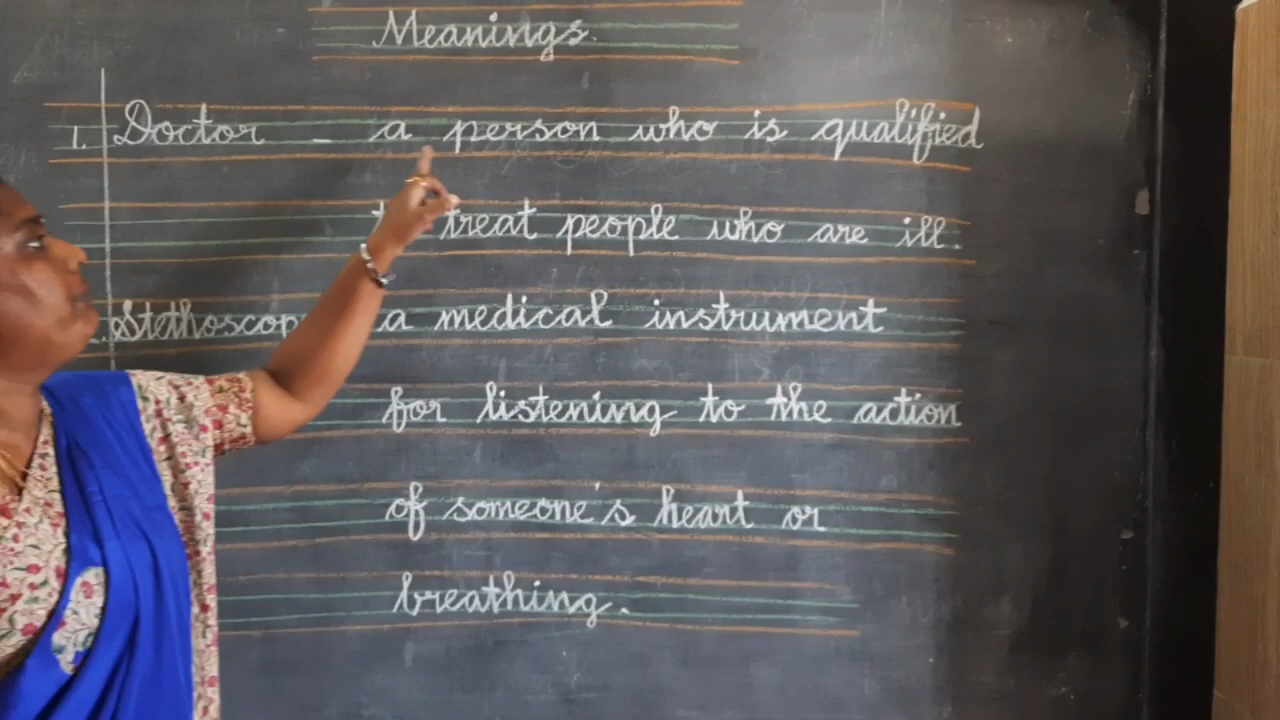 Meanings.
1. Doctor – a person who is qualified
treat people who are ill.
Stethoscop a medical instrument
for listening to the action
of someone's heart or
breathing.